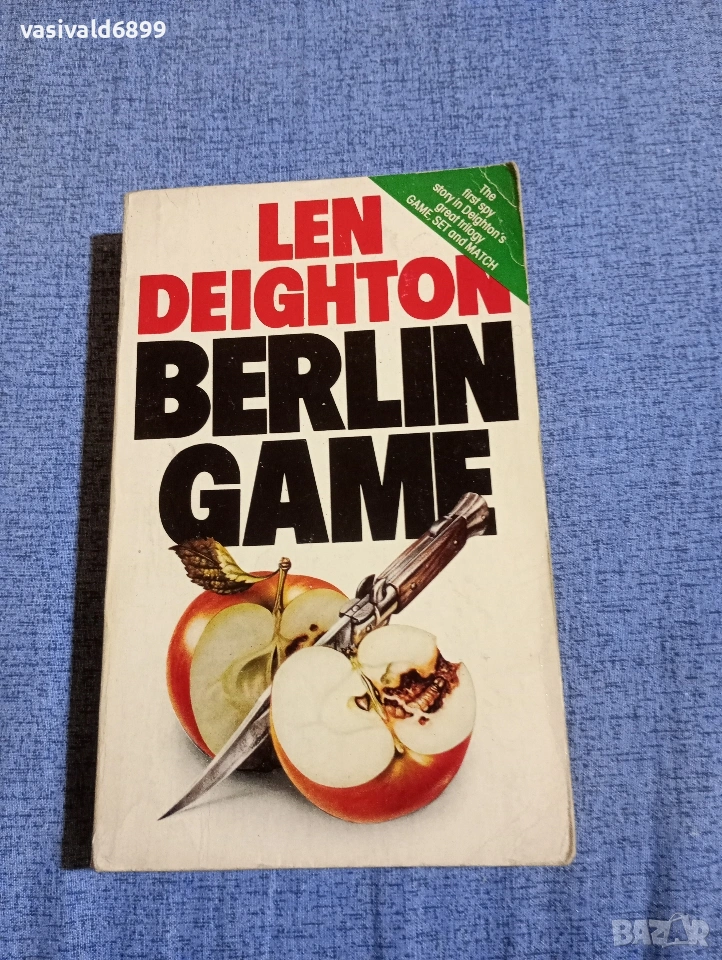 vasivald6899
The
first spy
story in Deighton's
great trilogy
GAME, SET and MATCH
LEN
DEIGHTON
BERLIN
GAME
BAZAR